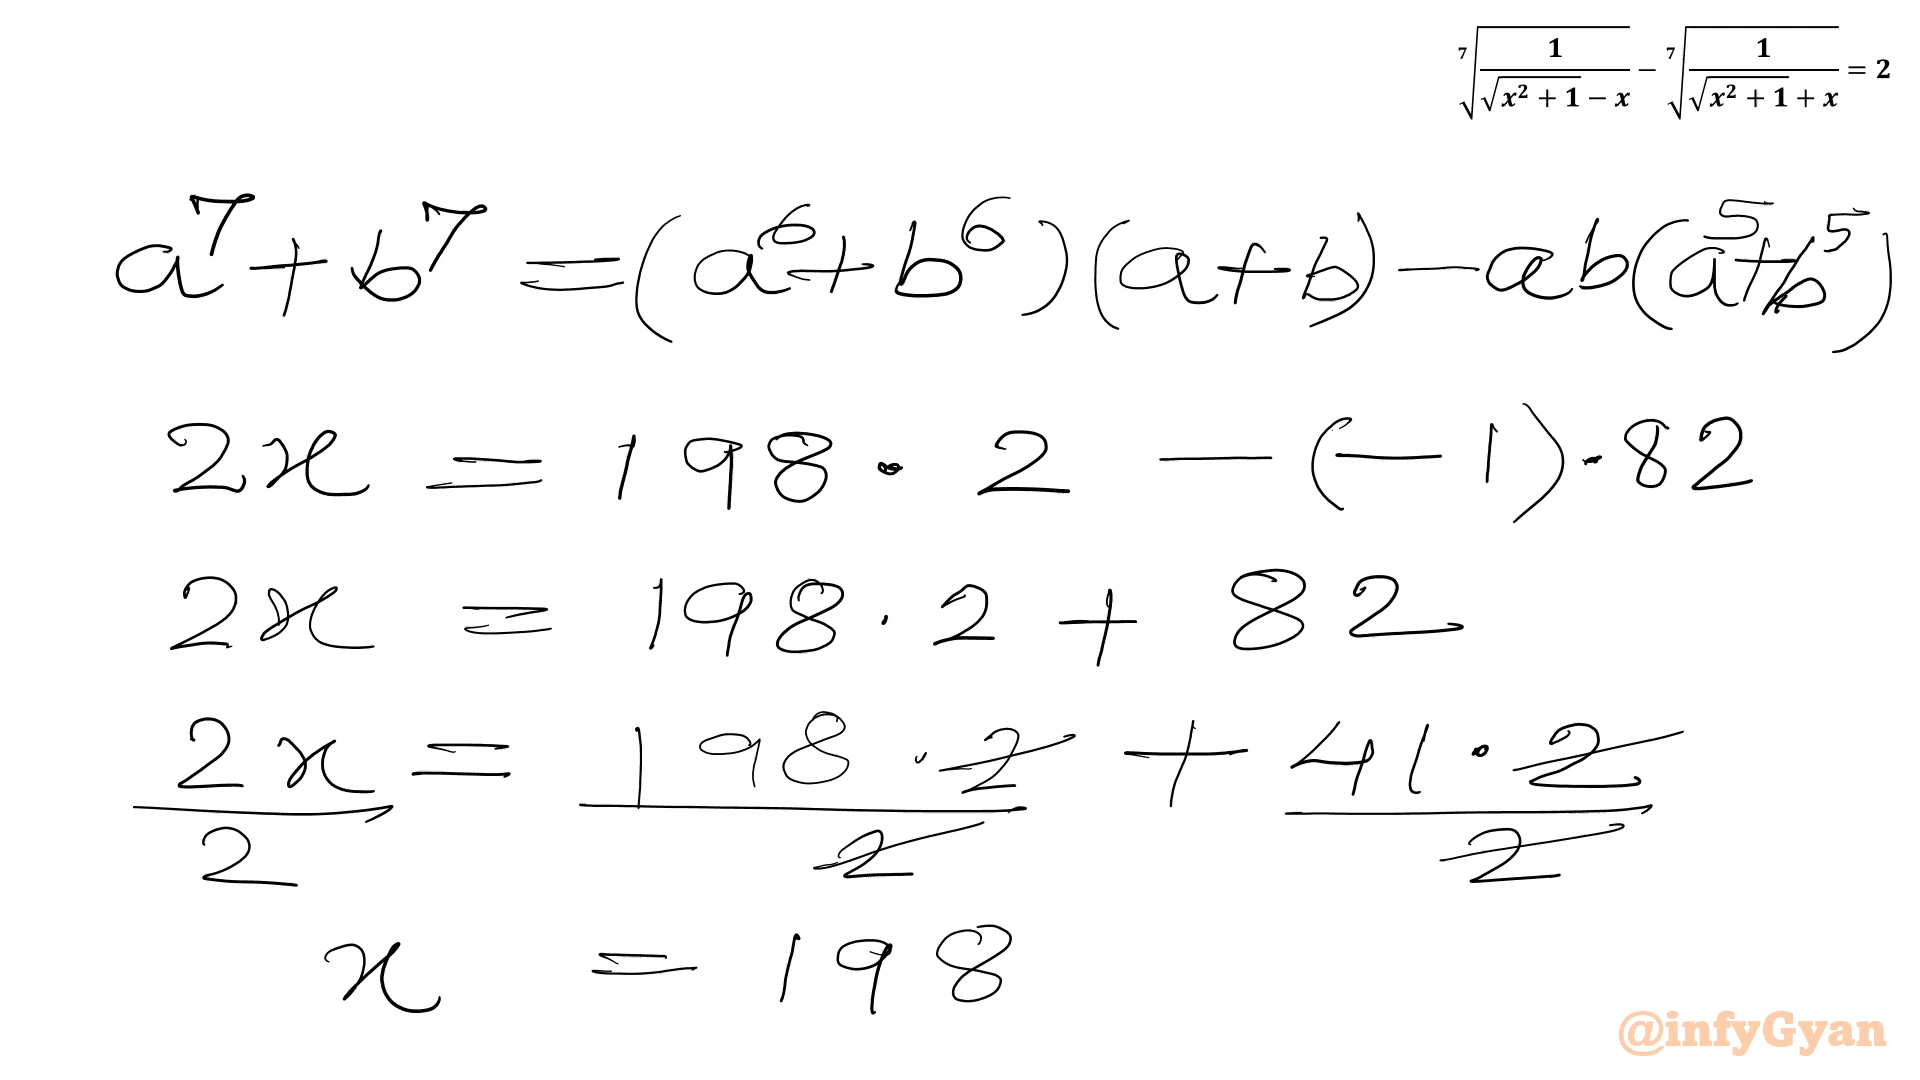 ⁷√(1/(√(x² + 1) − x)) − ⁷√(1/(√(x² + 1) + x)) = 2
a⁷ + b⁷ = (a⁶ + b⁶)(a + b) − ab(a⁵ + b⁵)
2x = 198 · 2 − (−1) · 82
2x = 198 · 2 + 82
2x/2 = 198 · 2/2 + 41 · 2/2
x = 198
@infyGyan